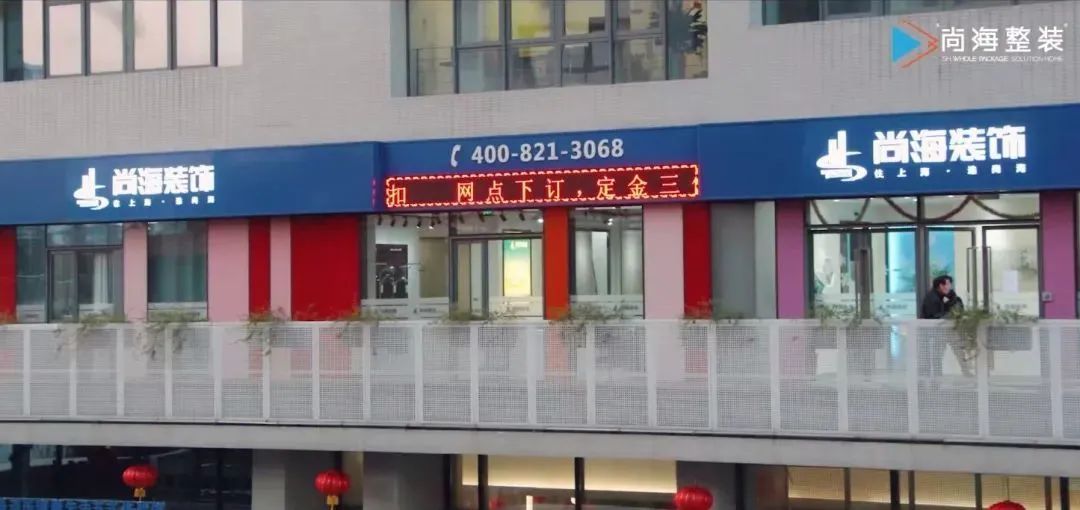 尚海整装
SH WHOLE PACKAGE SOLUTION HOME
400-821-3068
扣 网点下订，定金三
尚海装饰
住上海·追尚海
尚海装饰
住上海·追尚海